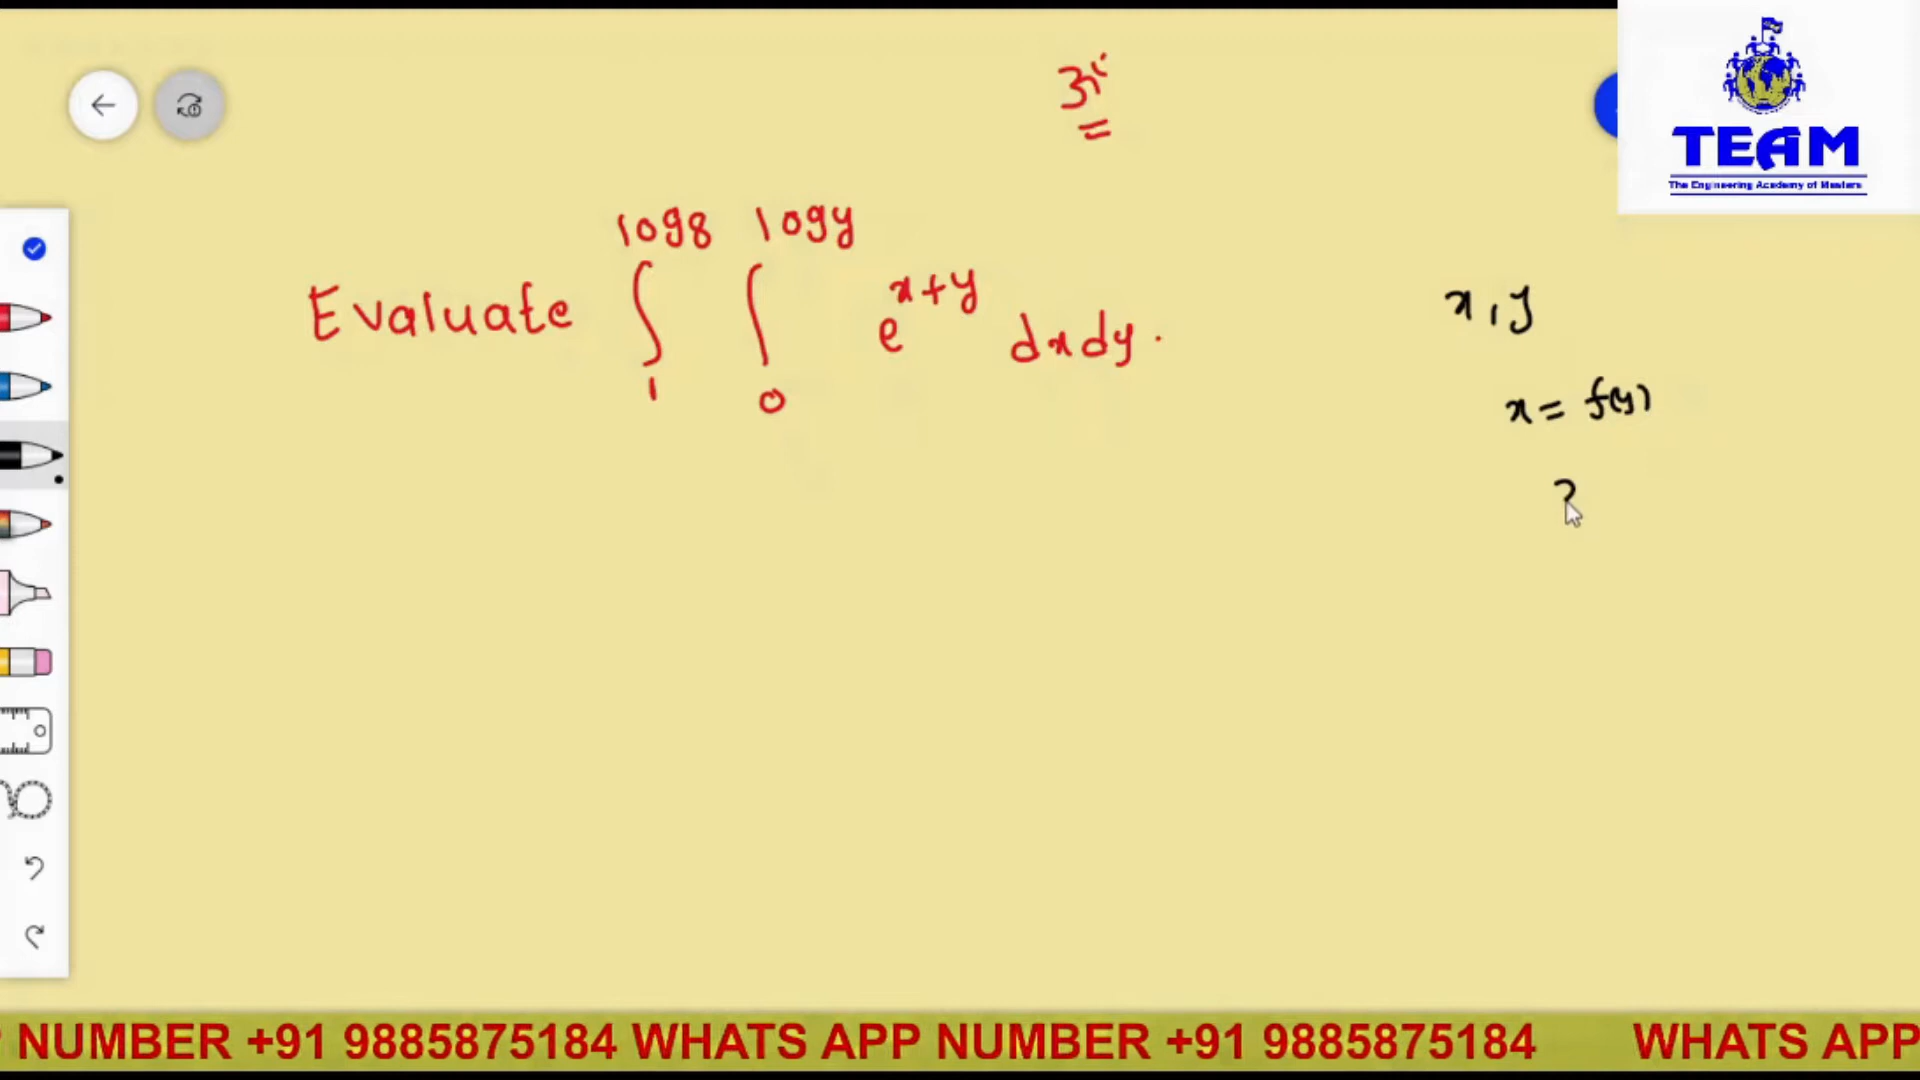 3i
=
TEAM
The Engineering Academy of Masters
Evaluate ∫₁^{log8} ∫₀^{logy} e^{x+y} dxdy.
x, y
x = f(y)
?
NUMBER +91 9885875184 WHATS APP NUMBER +91 9885875184 WHATS APP